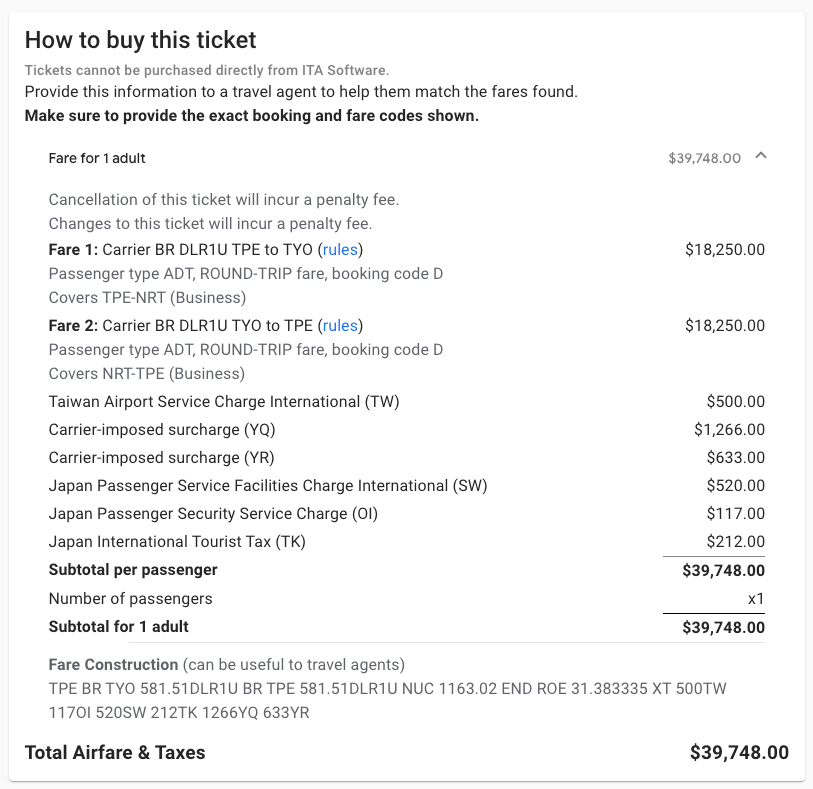 How to buy this ticket
Tickets cannot be purchased directly from ITA Software.
Provide this information to a travel agent to help them match the fares found.
Make sure to provide the exact booking and fare codes shown.
Fare for 1 adult $39,748.00
Cancellation of this ticket will incur a penalty fee.
Changes to this ticket will incur a penalty fee.
Fare 1: Carrier BR DLR1U TPE to TYO (rules) $18,250.00
Passenger type ADT, ROUND-TRIP fare, booking code D
Covers TPE-NRT (Business)
Fare 2: Carrier BR DLR1U TYO to TPE (rules) $18,250.00
Passenger type ADT, ROUND-TRIP fare, booking code D
Covers NRT-TPE (Business)
Taiwan Airport Service Charge International (TW) $500.00
Carrier-imposed surcharge (YQ) $1,266.00
Carrier-imposed surcharge (YR) $633.00
Japan Passenger Service Facilities Charge International (SW) $520.00
Japan Passenger Security Service Charge (OI) $117.00
Japan International Tourist Tax (TK) $212.00
Subtotal per passenger $39,748.00
Number of passengers x1
Subtotal for 1 adult $39,748.00
Fare Construction (can be useful to travel agents)
TPE BR TYO 581.51DLR1U BR TPE 581.51DLR1U NUC 1163.02 END ROE 31.383335 XT 500TW
117OI 520SW 212TK 1266YQ 633YR
Total Airfare & Taxes $39,748.00